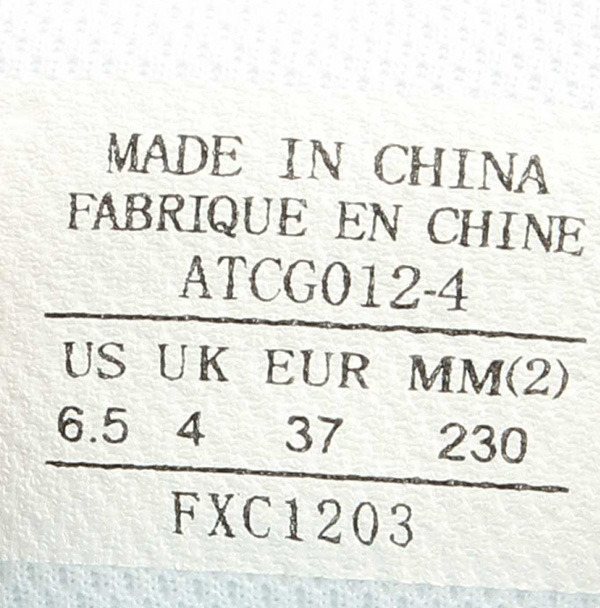 MADE IN CHINA
FABRIQUE EN CHINE
ATCG012-4
US UK EUR MM(2)
6.5 4 37 230
FXC1203